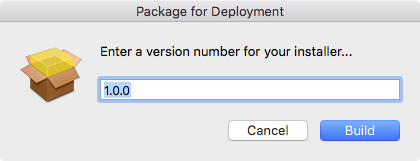 Package for Deployment
Enter a version number for your installer...
1.0.0
Cancel
Build